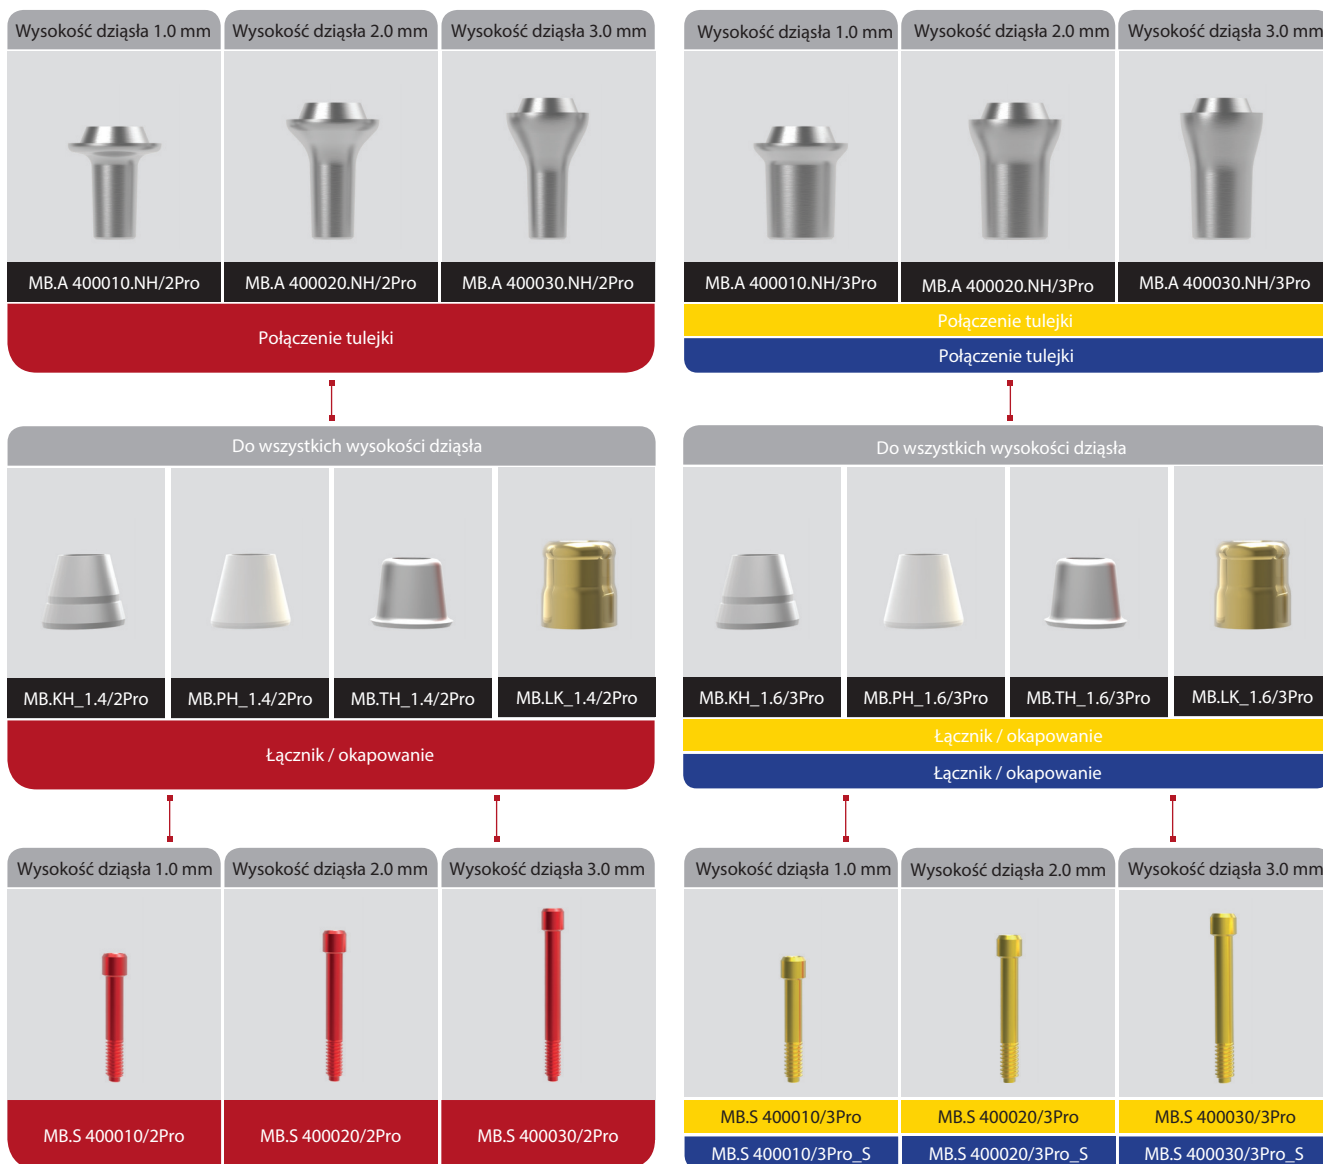 Wysokość dziąsła 1.0 mm
Wysokość dziąsła 2.0 mm
Wysokość dziąsła 3.0 mm
MB.A 400010.NH/2Pro
MB.A 400020.NH/2Pro
MB.A 400030.NH/2Pro
Połączenie tulejki
Do wszystkich wysokości dziąsła
MB.KH_1.4/2Pro
MB.PH_1.4/2Pro
MB.TH_1.4/2Pro
MB.LK_1.4/2Pro
Łącznik / okapowanie
Wysokość dziąsła 1.0 mm
Wysokość dziąsła 2.0 mm
Wysokość dziąsła 3.0 mm
MB.S 400010/2Pro
MB.S 400020/2Pro
MB.S 400030/2Pro
Wysokość dziąsła 1.0 mm
Wysokość dziąsła 2.0 mm
Wysokość dziąsła 3.0 mm
MB.A 400010.NH/3Pro
MB.A 400020.NH/3Pro
MB.A 400030.NH/3Pro
Połączenie tulejki
Połączenie tulejki
Do wszystkich wysokości dziąsła
MB.KH_1.6/3Pro
MB.PH_1.6/3Pro
MB.TH_1.6/3Pro
MB.LK_1.6/3Pro
Łącznik / okapowanie
Łącznik / okapowanie
Wysokość dziąsła 1.0 mm
Wysokość dziąsła 2.0 mm
Wysokość dziąsła 3.0 mm
MB.S 400010/3Pro
MB.S 400020/3Pro
MB.S 400030/3Pro
MB.S 400010/3Pro_S
MB.S 400020/3Pro_S
MB.S 400030/3Pro_S